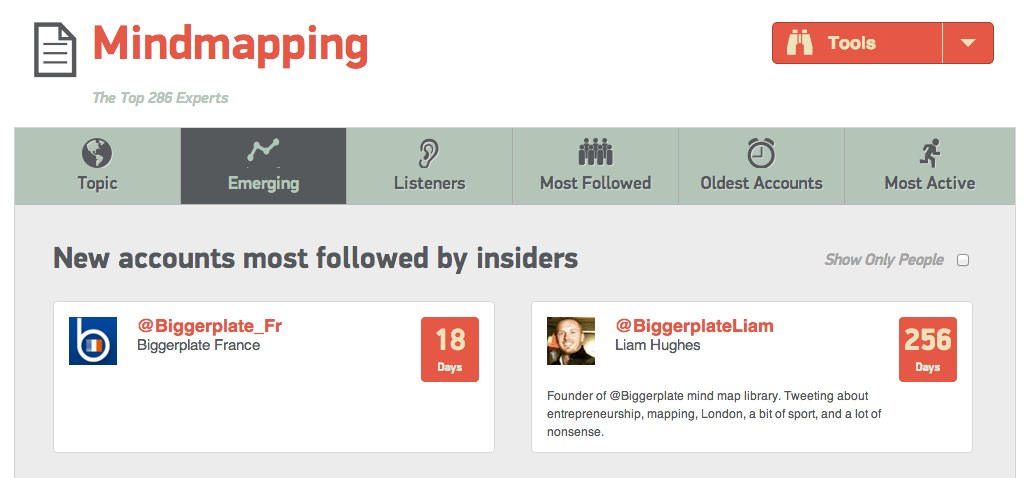 Mindmapping
Tools
The Top 286 Experts
Topic
Emerging
Listeners
Most Followed
Oldest Accounts
Most Active
New accounts most followed by insiders
Show Only People
b
@Biggerplate_Fr
Biggerplate France
18
Days
@BiggerplateLiam
Liam Hughes
256
Days
Founder of @Biggerplate mind map library. Tweeting about
entrepreneurship, mapping, London, a bit of sport, and a lot of
nonsense.